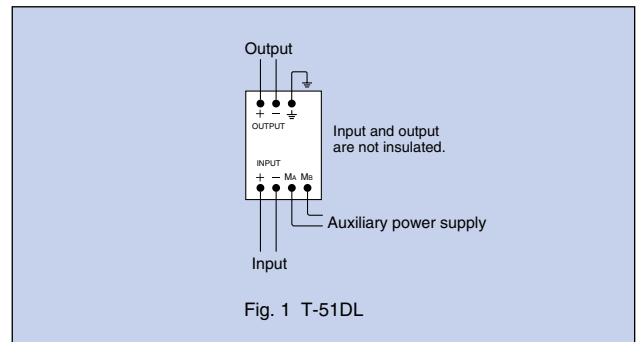 Output
+ − ⏚
OUTPUT
Input and output
are not insulated.
INPUT
+ − MA MB
Auxiliary power supply
Input
Fig. 1 T-51DL